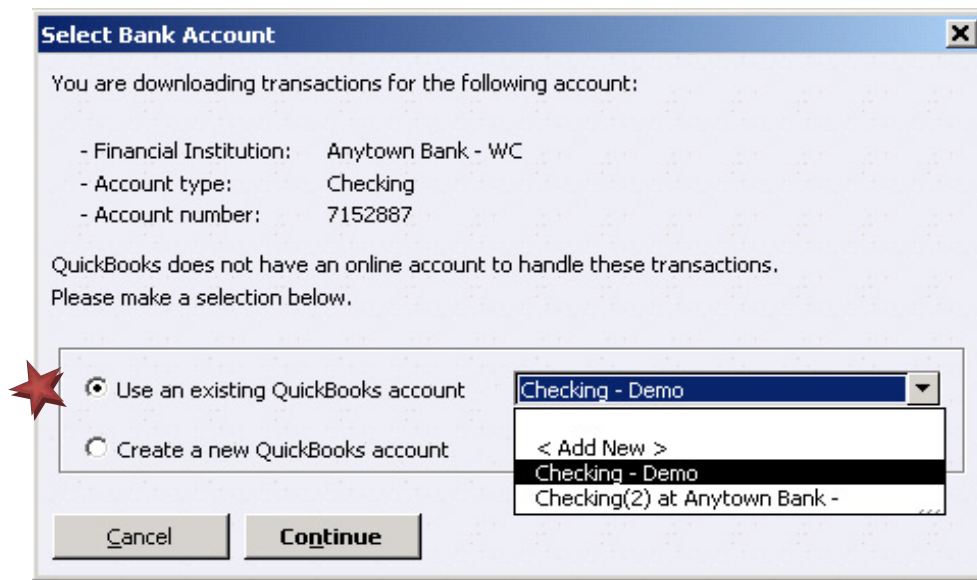 Select Bank Account
You are downloading transactions for the following account:
- Financial Institution: Anytown Bank - WC
- Account type: Checking
- Account number: 7152887
QuickBooks does not have an online account to handle these transactions.
Please make a selection below.
Use an existing QuickBooks account Checking - Demo
< Add New >
Create a new QuickBooks account
Checking - Demo
Checking(2) at Anytown Bank -
Cancel Continue